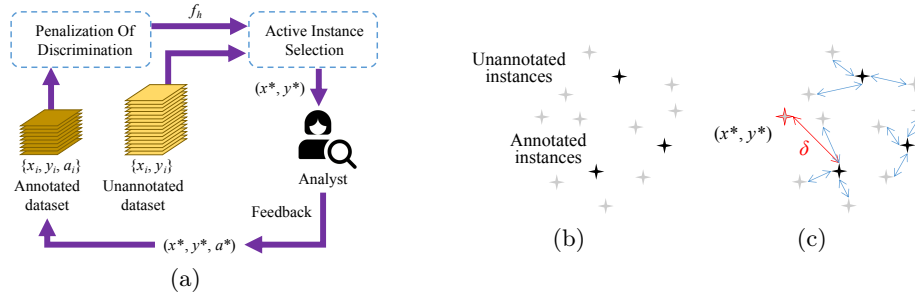 Penalization Of
Discrimination
f_h
Active Instance
Selection
(x*, y*)
{x_i, y_i, a_i}
Annotated
dataset
{x_i, y_i}
Unannotated
dataset
Analyst
Feedback
(x*, y*, a*)
(a)
Unannotated
instances
Annotated
instances
(b)
(x*, y*)
δ
(c)